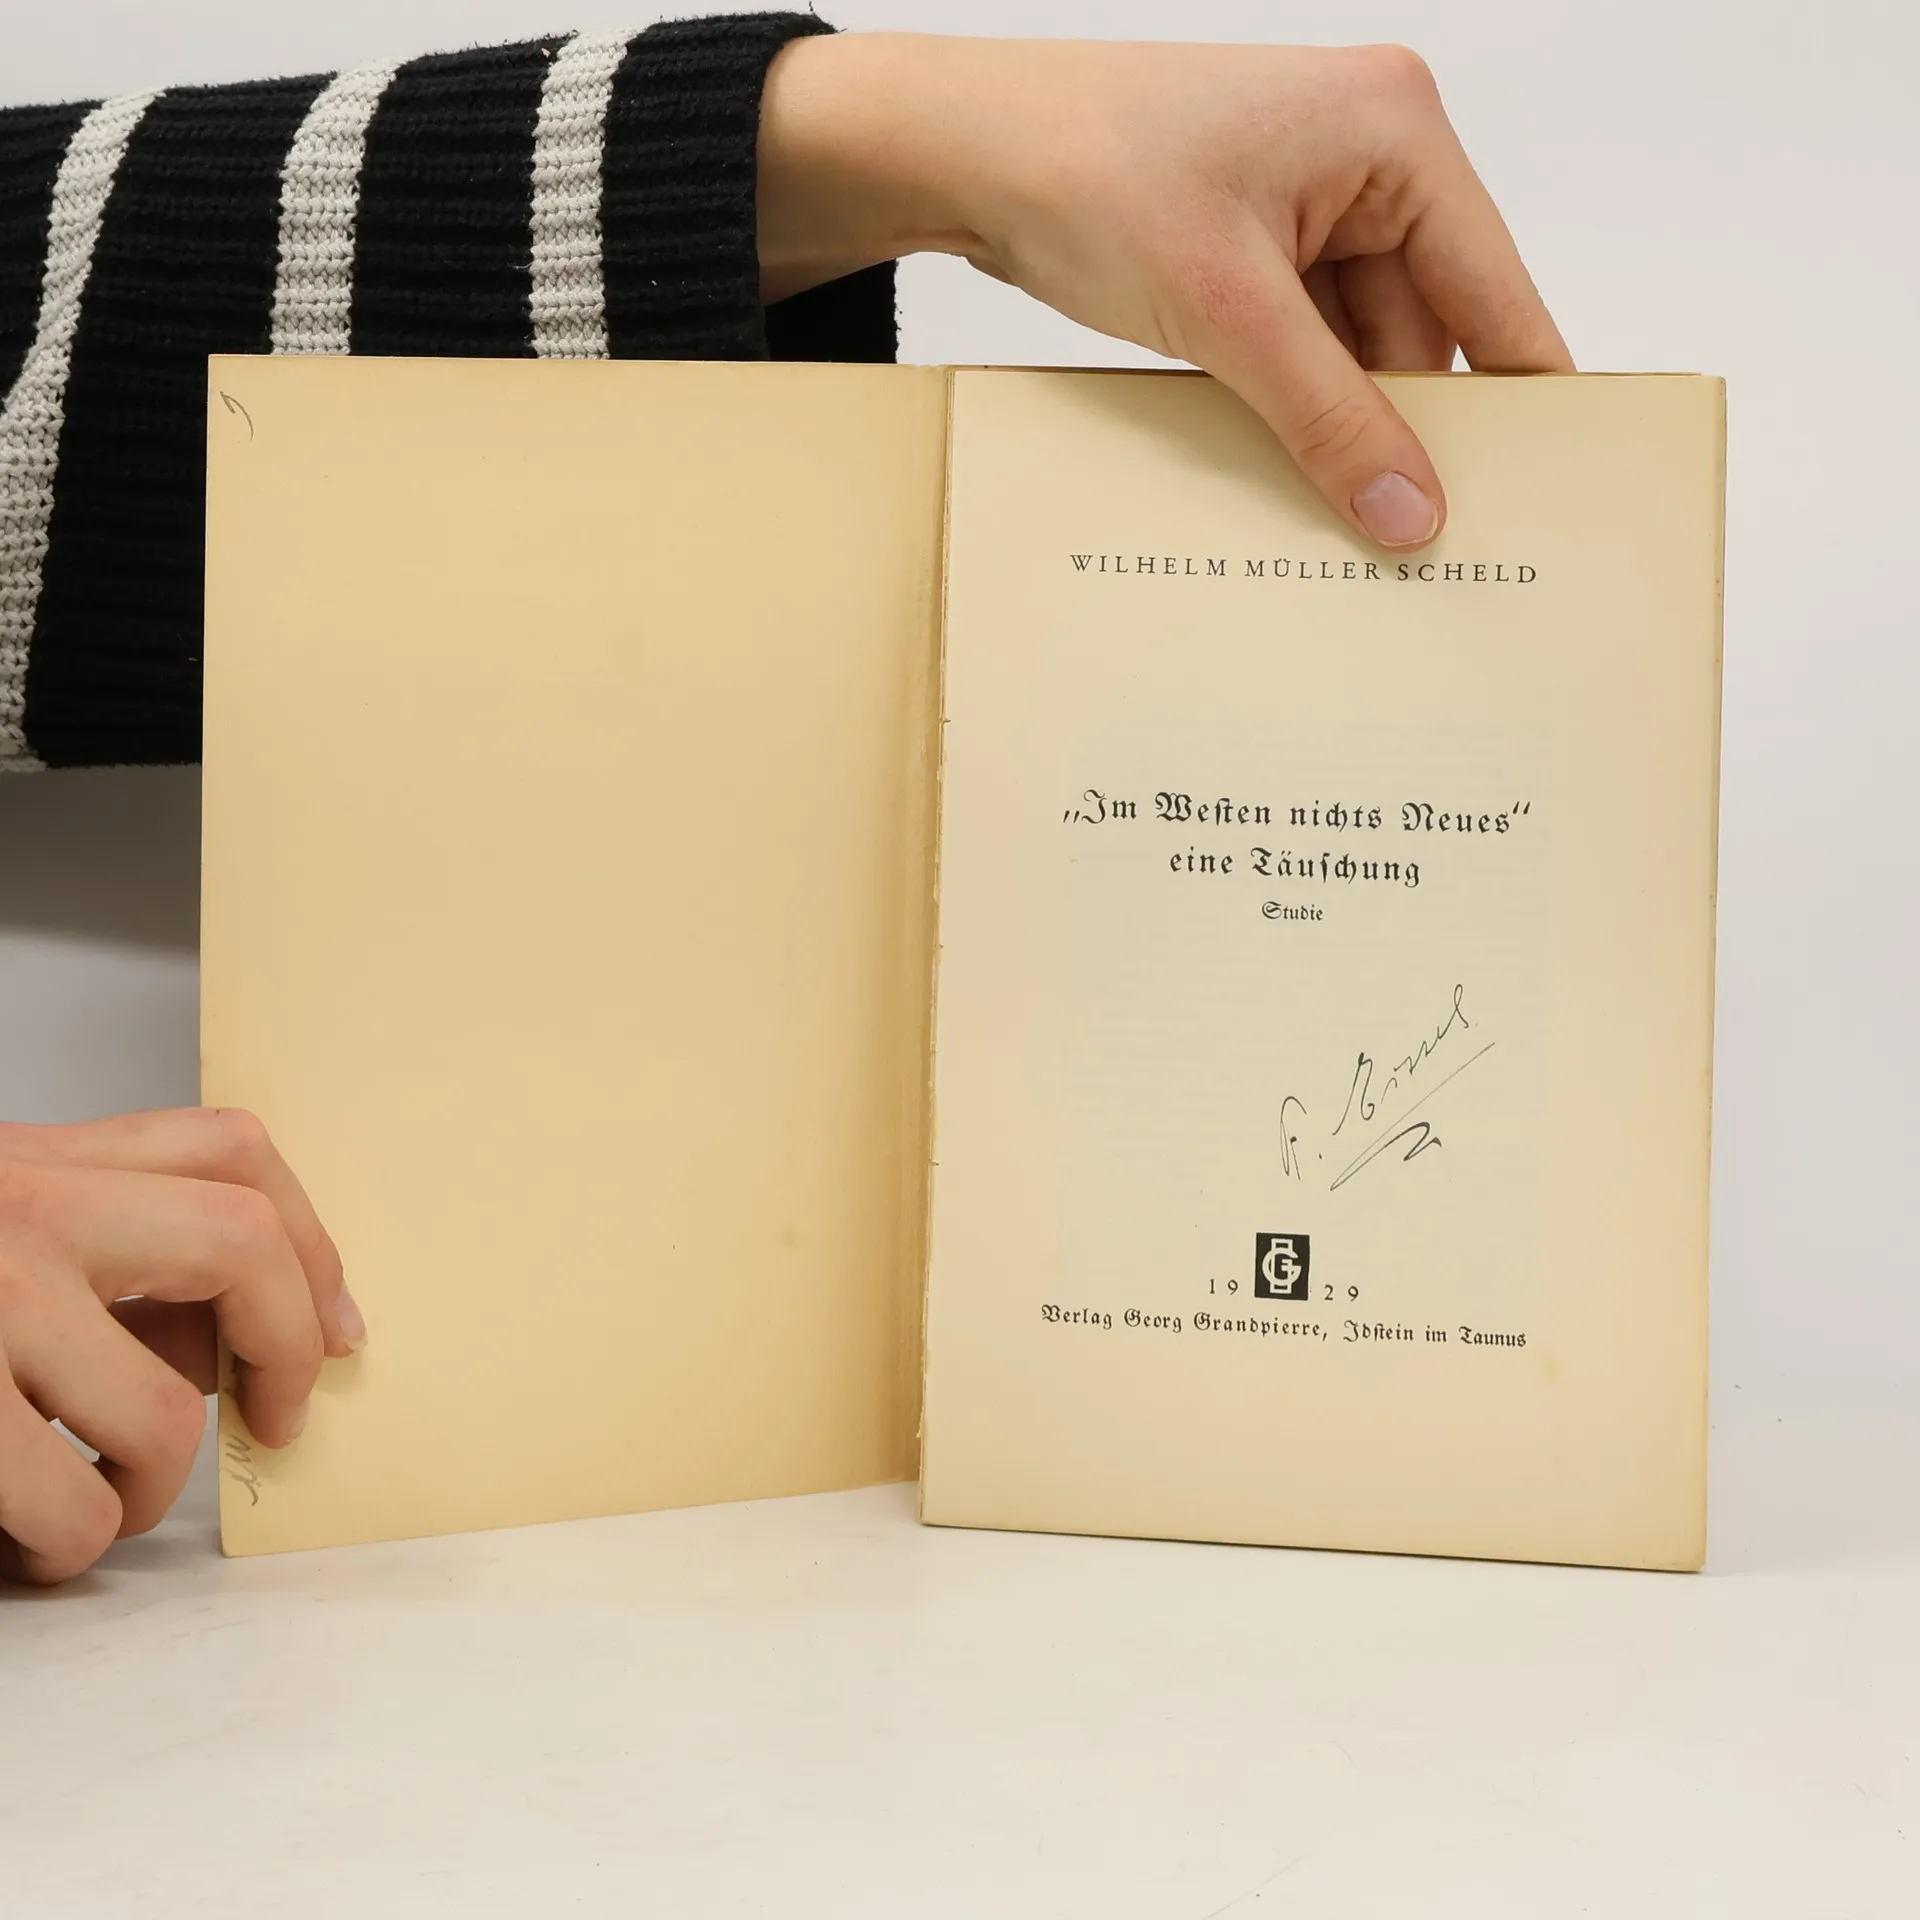 WILHELM MÜLLER SCHELD
„Im Weſten nichts Neues“
eine Täuſchung
Studie
19 G 29
Verlag Georg Grandpierre, Idſtein im Taunus